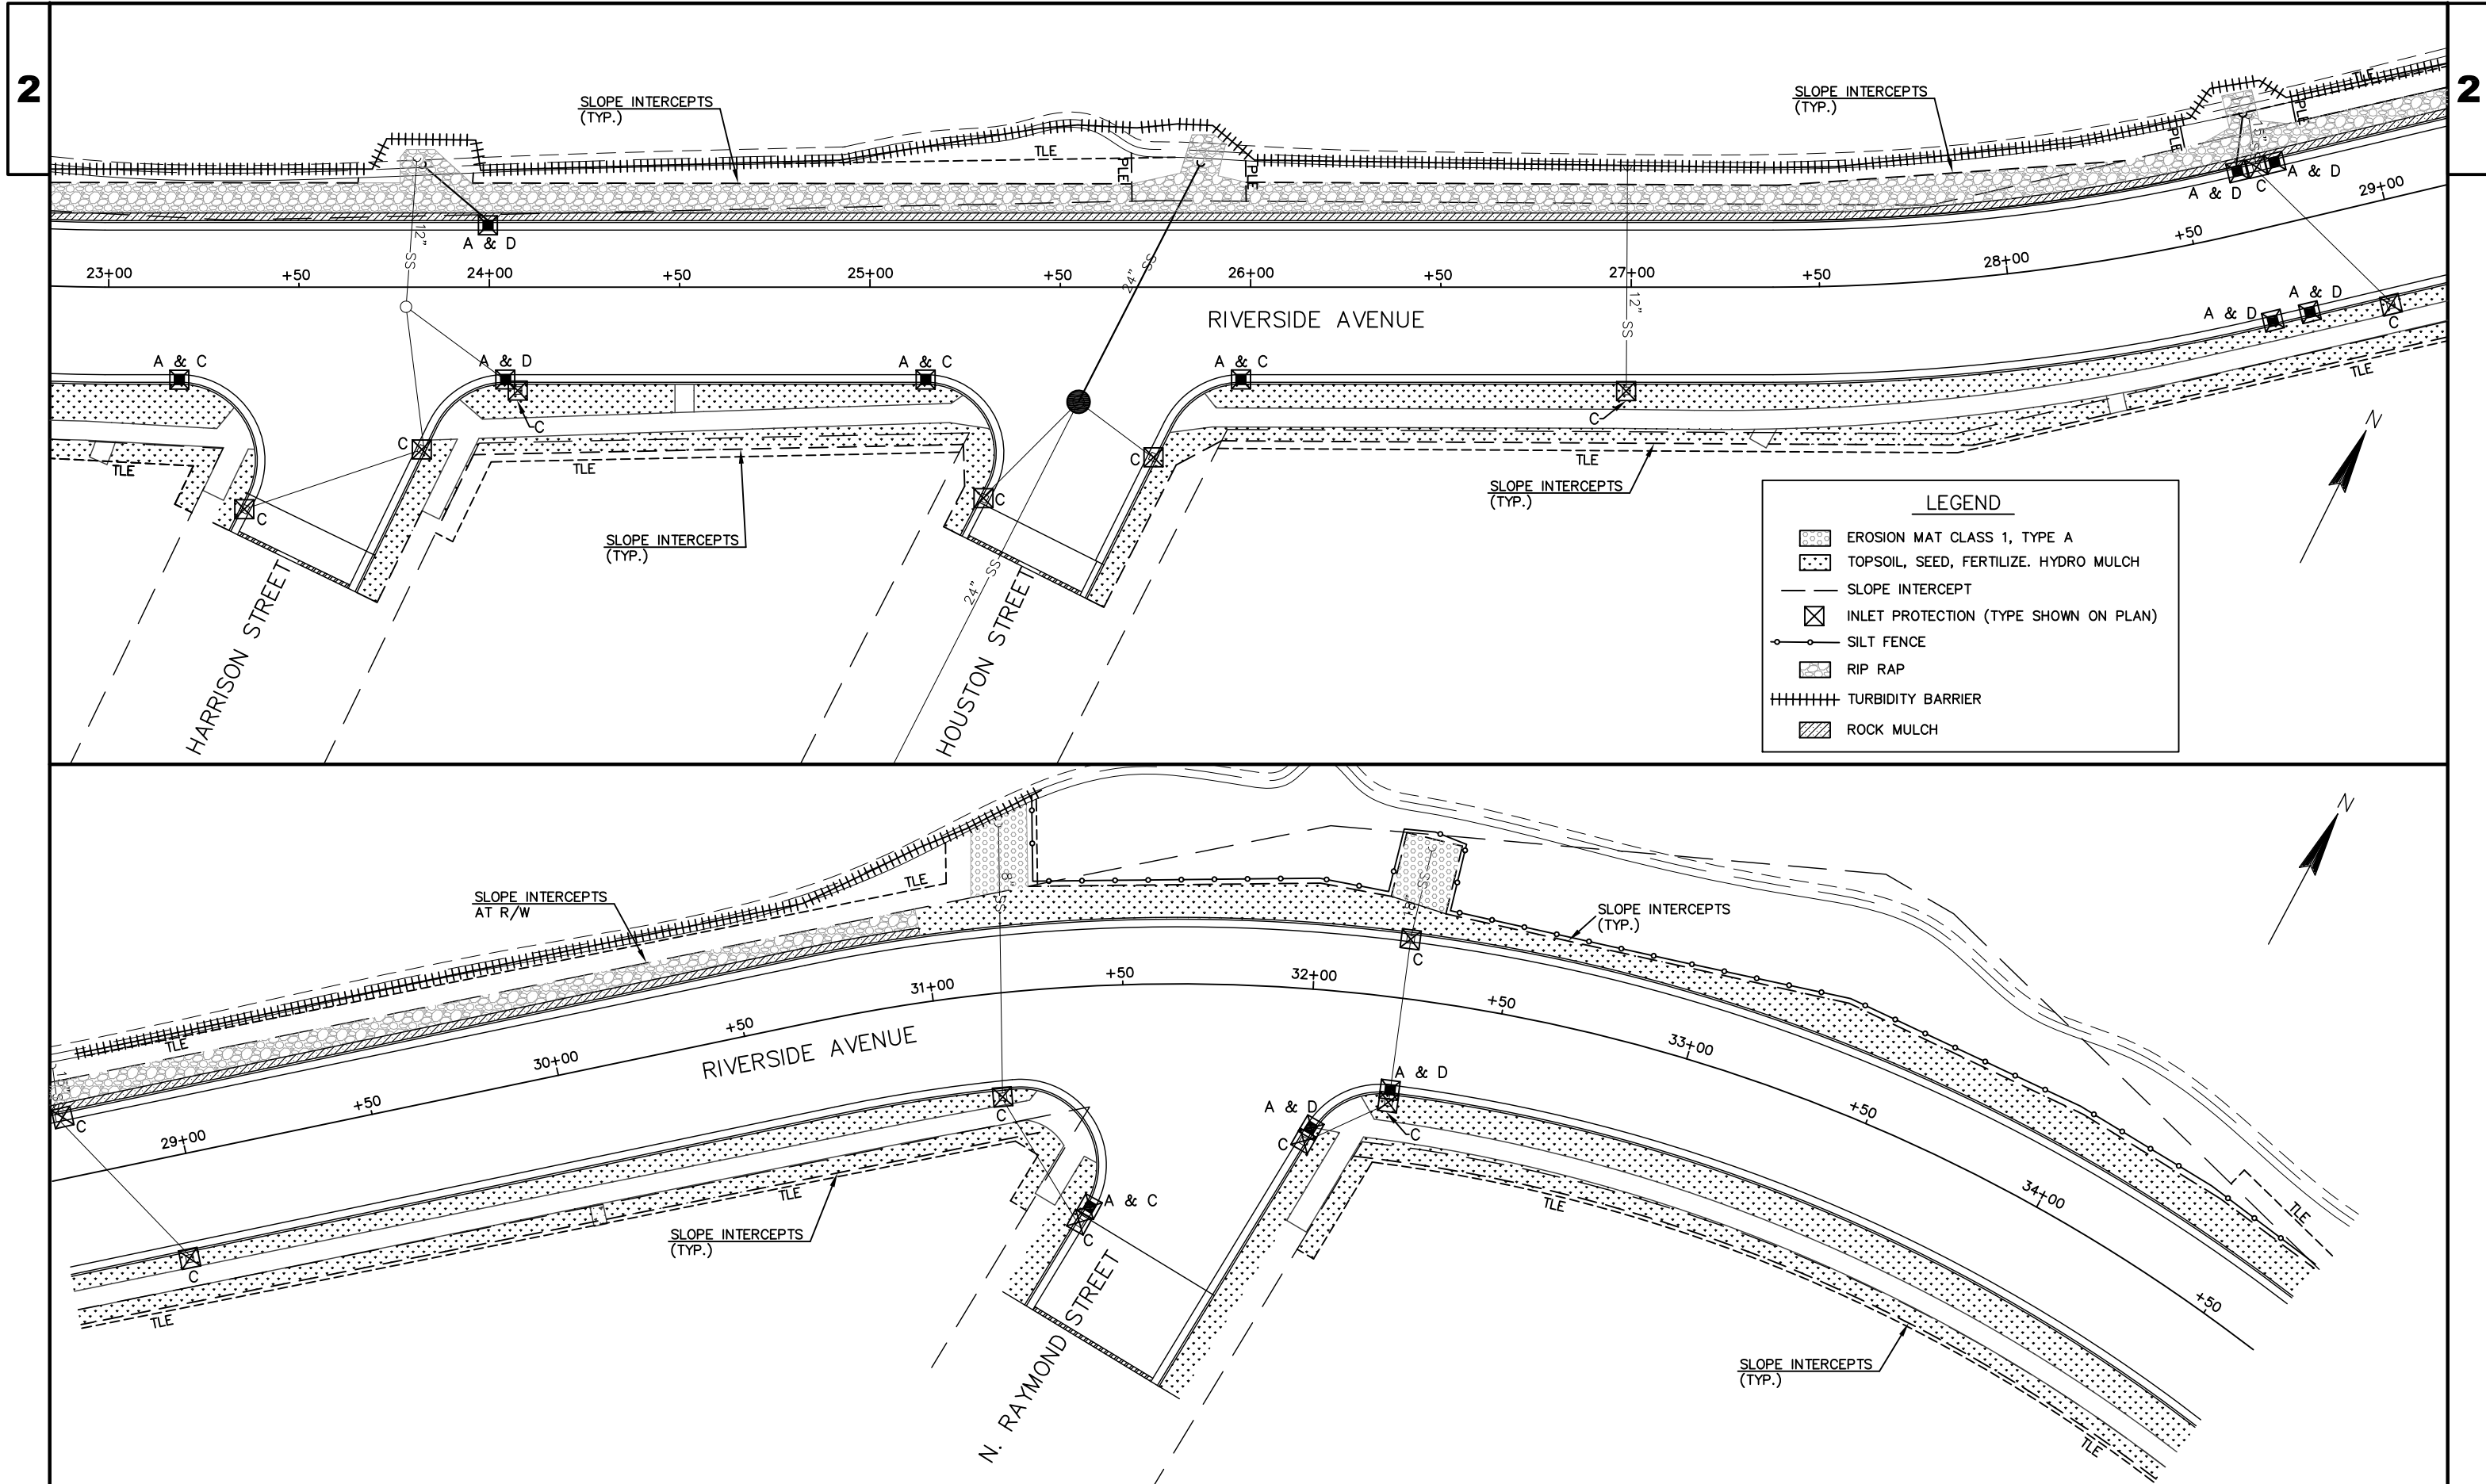 2
2
SLOPE INTERCEPTS
(TYP.)
SLOPE INTERCEPTS
(TYP.)
TLE
TLE
PLE
PLE
PLE
PLE
15" SS
A & D
A & D
C
A & D
12" SS
24" SS
12" SS
23+00
+50
24+00
+50
25+00
+50
26+00
+50
27+00
+50
28+00
+50
29+00
RIVERSIDE AVENUE
A & C
A & D
A & C
A & C
A & D
A & D
C
C
C
C
C
C
C
TLE
TLE
TLE
TLE
SLOPE INTERCEPTS
(TYP.)
SLOPE INTERCEPTS
(TYP.)
24" SS
HARRISON STREET
HOUSTON STREET
N
LEGEND
EROSION MAT CLASS 1, TYPE A
TOPSOIL, SEED, FERTILIZE. HYDRO MULCH
SLOPE INTERCEPT
INLET PROTECTION (TYPE SHOWN ON PLAN)
SILT FENCE
RIP RAP
TURBIDITY BARRIER
ROCK MULCH
N
SLOPE INTERCEPTS
AT R/W
TLE
TLE
SLOPE INTERCEPTS
(TYP.)
C
C
29+00
+50
30+00
+50
31+00
+50
32+00
+50
33+00
+50
34+00
+50
RIVERSIDE AVENUE
A & D
A & D
C
C
C
A & C
C
C
TLE
TLE
TLE
TLE
TLE
SLOPE INTERCEPTS
(TYP.)
SLOPE INTERCEPTS
(TYP.)
N. RAYMOND STREET